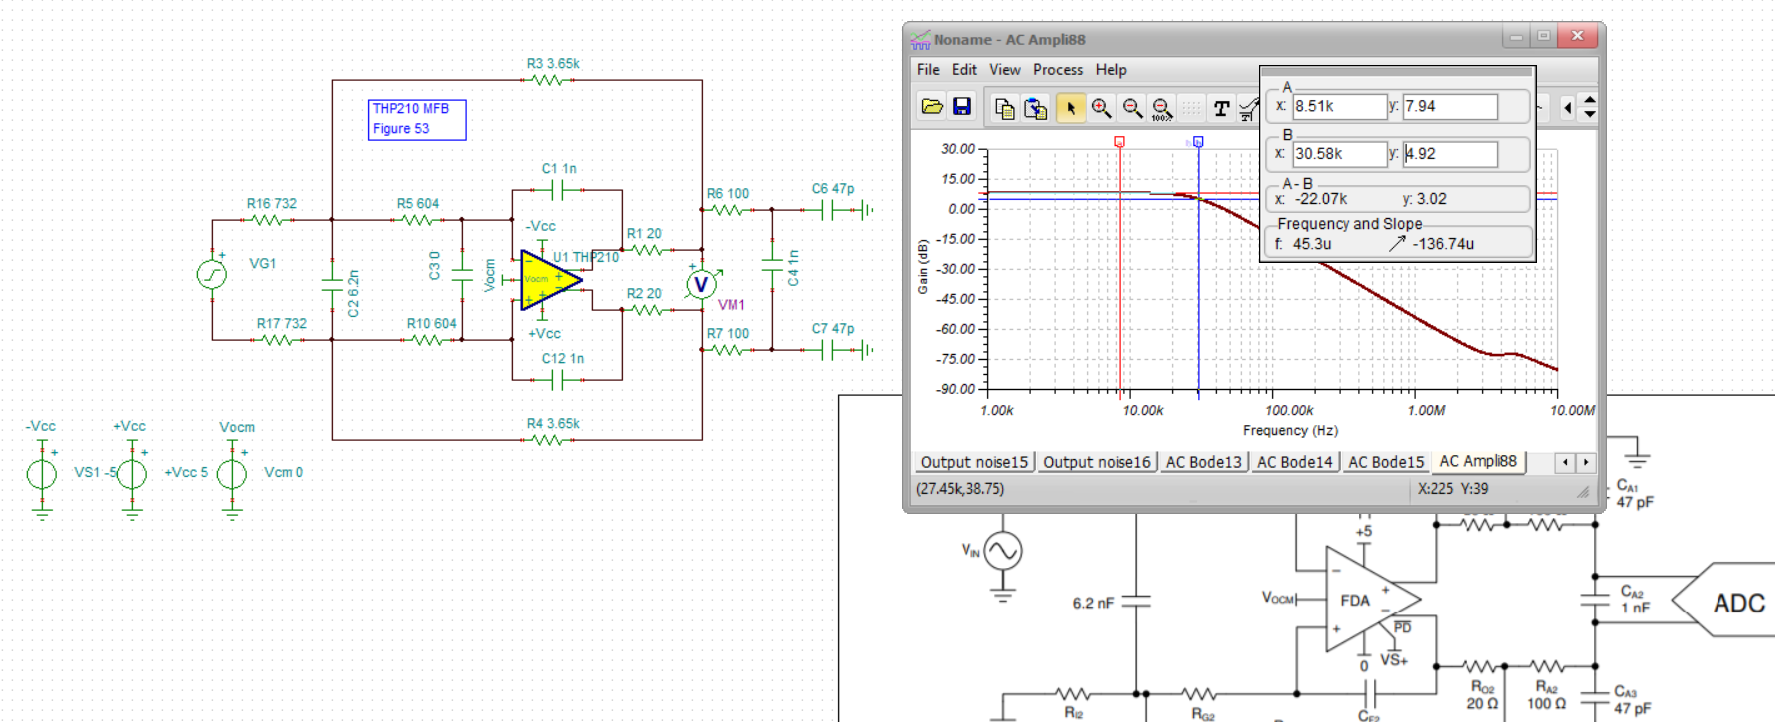 R3 3.65k
THP210 MFB
Figure 53
C1 1n
R16 732
R5 604
-Vcc
R1 20
R6 100
C6 47p
VG1
C2 6.2n
C3 0
Vocm
U1 THP210
Vocm
V
VM1
C4 1n
R17 732
R10 604
+Vcc
R2 20
R7 100
C7 47p
C12 1n
R4 3.65k
-Vcc
+Vcc
Vocm
VS1 -5
+Vcc 5
Vcm 0
Noname - AC Ampli88
File Edit View Process Help
100%
T
A
x: 8.51k y: 7.94
B
x: 30.58k y: 4.92
A - B
x: -22.07k y: 3.02
Frequency and Slope
f: 45.3u -136.74u
30.00
15.00
0.00
-15.00
-30.00
-45.00
-60.00
-75.00
-90.00
Gain (dB)
1.00k 10.00k 100.00k 1.00M 10.00M
Frequency (Hz)
Output noise15 Output noise16 AC Bode13 AC Bode14 AC Bode15 AC Ampli88
(27.45k,38.75) X:225 Y:39
CA1
47 pF
VIN
+5
6.2 nF
VOCM
FDA
PD
0 VS+
CA2
1 nF
ADC
RI2
RG2
CF2
RO2
20 Ω
RA2
100 Ω
CA3
47 pF